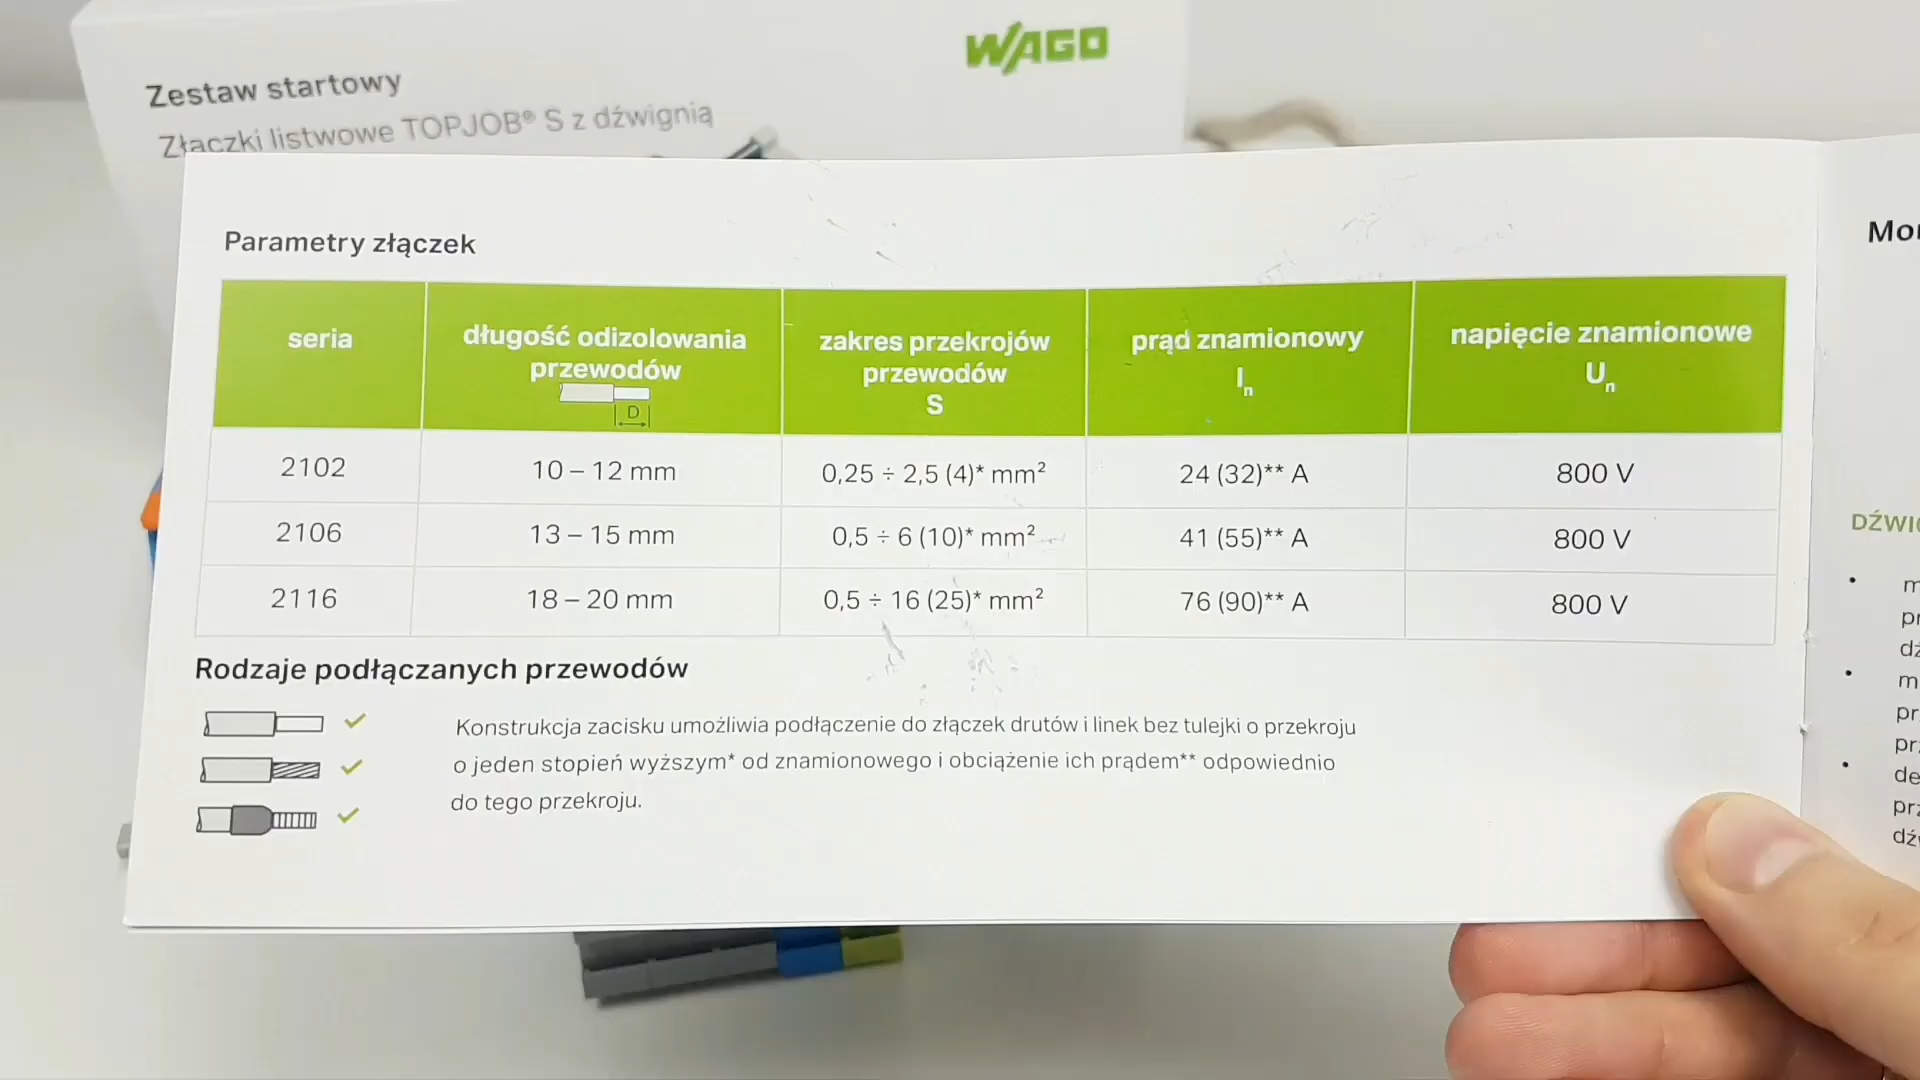 WAGO
Zestaw startowy
Złączki listwowe TOPJOB® S z dźwignią
Parametry złączek
seria
długość odizolowania
przewodów
D
zakres przekrojów
przewodów
S
prąd znamionowy
In
napięcie znamionowe
Un
2102 10 – 12 mm 0,25 ÷ 2,5 (4)* mm² 24 (32)** A 800 V
2106 13 – 15 mm 0,5 ÷ 6 (10)* mm² 41 (55)** A 800 V
2116 18 – 20 mm 0,5 ÷ 16 (25)* mm² 76 (90)** A 800 V
Rodzaje podłączanych przewodów
Konstrukcja zacisku umożliwia podłączenie do złączek drutów i linek bez tulejki o przekroju
o jeden stopień wyższym* od znamionowego i obciążenie ich prądem** odpowiednio
do tego przekroju.